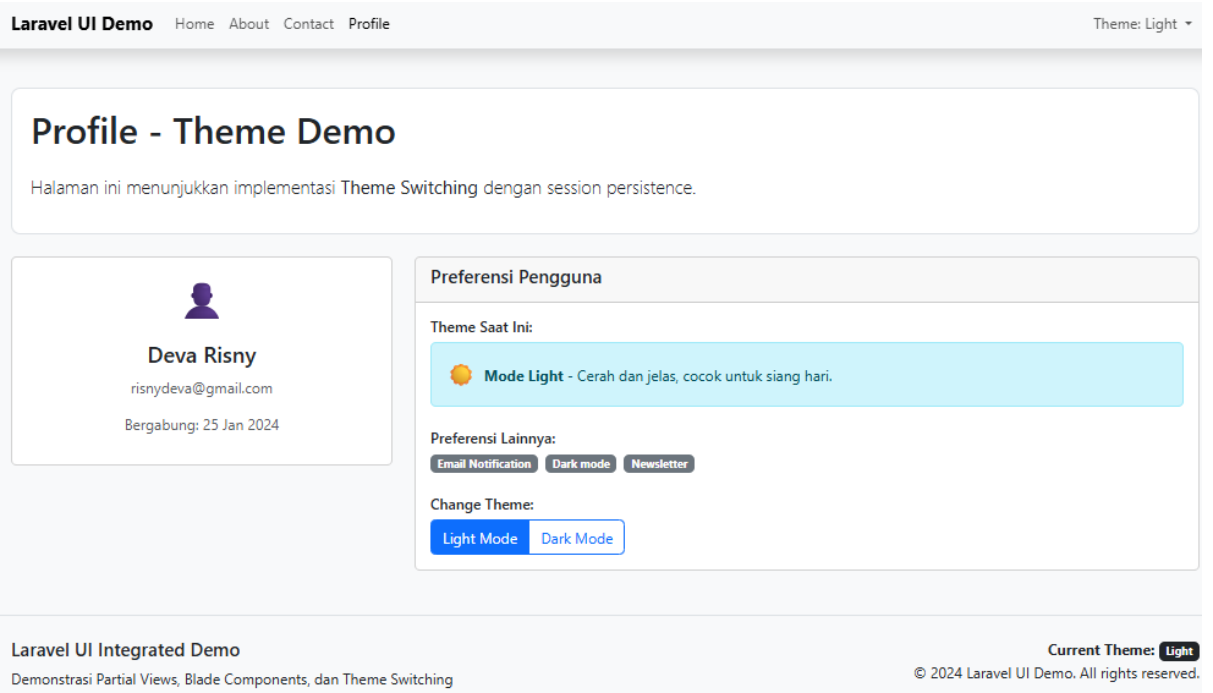 Laravel UI Demo Home About Contact Profile Theme: Light
Profile - Theme Demo
Halaman ini menunjukkan implementasi Theme Switching dengan session persistence.
Deva Risny
risnydeva@gmail.com
Bergabung: 25 Jan 2024
Preferensi Pengguna
Theme Saat Ini:
Mode Light - Cerah dan jelas, cocok untuk siang hari.
Preferensi Lainnya:
Email Notification Dark mode Newsletter
Change Theme:
Light Mode Dark Mode
Laravel UI Integrated Demo
Demonstrasi Partial Views, Blade Components, dan Theme Switching
Current Theme: Light
© 2024 Laravel UI Demo. All rights reserved.